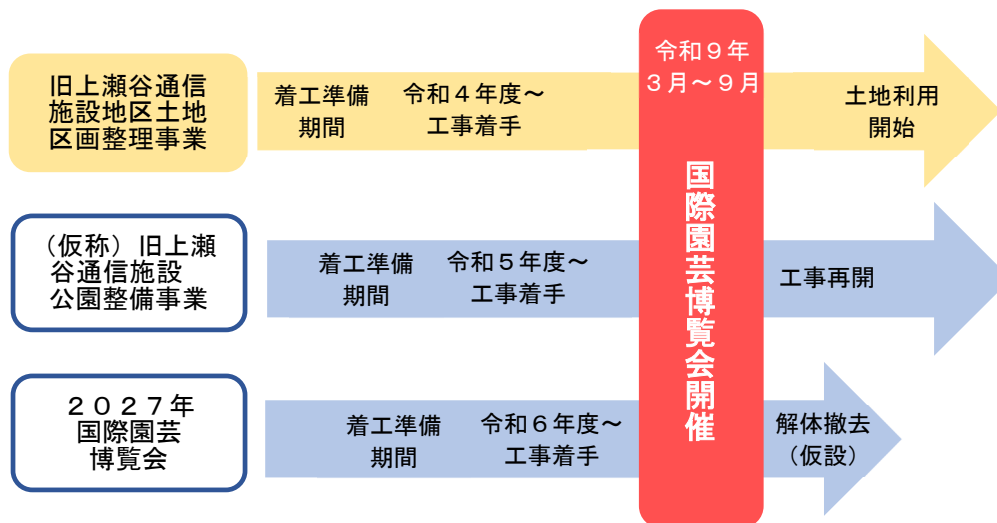 旧上瀬谷通信
施設地区土地
区画整理事業
着工準備
期間
令和４年度～
工事着手
令和９年
３月～９月
国際園芸博覧会開催
土地利用
開始
（仮称）旧上瀬
谷通信施設
公園整備事業
着工準備
期間
令和５年度～
工事着手
工事再開
２０２７年
国際園芸
博覧会
着工準備
期間
令和６年度～
工事着手
解体撤去
（仮設）